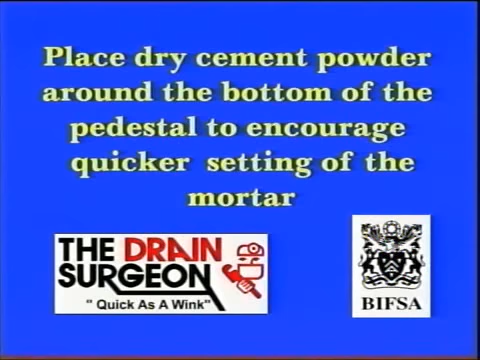 Place dry cement powder
around the bottom of the
pedestal to encourage
quicker setting of the
mortar
THE DRAIN
SURGEON
" Quick As A Wink"
BIFSA